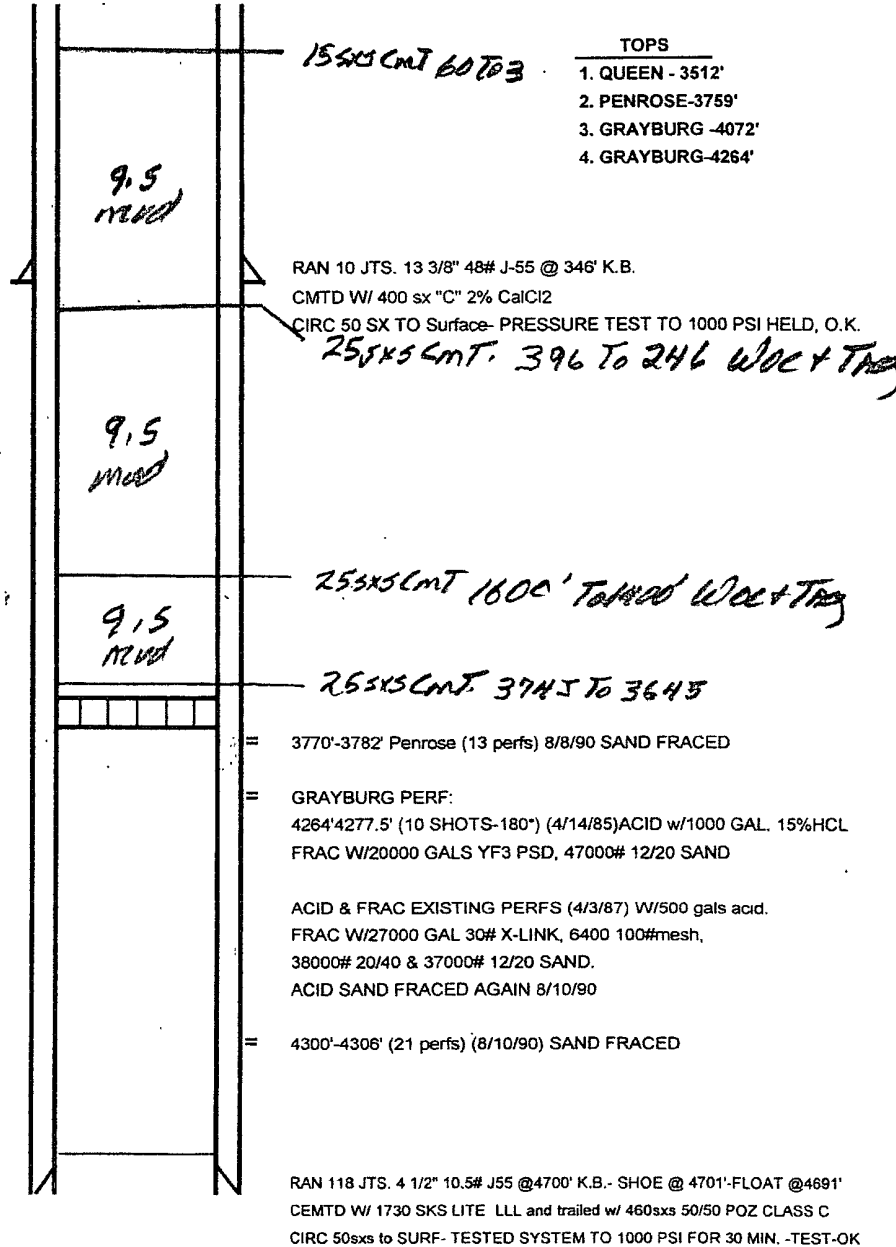 15 sxs CmT 60 To 3
TOPS
1. QUEEN - 3512'
2. PENROSE-3759'
3. GRAYBURG -4072'
4. GRAYBURG-4264'
9.5
mud
RAN 10 JTS. 13 3/8" 48# J-55 @ 346' K.B.
CMTD W/ 400 sx "C" 2% CalCl2
CIRC 50 SX TO Surface- PRESSURE TEST TO 1000 PSI HELD, O.K.
25 sxs CmT. 396 To 246 WOC + TAG
9.5
mud
25 sxs CmT 1600' To 1400' WOC + TAG
9.5
mud
25 sxs CmT. 3745 To 3645
= 3770'-3782' Penrose (13 perfs) 8/8/90 SAND FRACED
= GRAYBURG PERF:
4264'4277.5' (10 SHOTS-180°) (4/14/85)ACID w/1000 GAL. 15%HCL
FRAC W/20000 GALS YF3 PSD, 47000# 12/20 SAND
ACID & FRAC EXISTING PERFS (4/3/87) W/500 gals acid.
FRAC W/27000 GAL 30# X-LINK, 6400 100#mesh,
38000# 20/40 & 37000# 12/20 SAND.
ACID SAND FRACED AGAIN 8/10/90
= 4300'-4306' (21 perfs) (8/10/90) SAND FRACED
RAN 118 JTS. 4 1/2" 10.5# J55 @4700' K.B.- SHOE @ 4701'-FLOAT @4691'
CEMTD W/ 1730 SKS LITE LLL and trailed w/ 460sxs 50/50 POZ CLASS C
CIRC 50sxs to SURF- TESTED SYSTEM TO 1000 PSI FOR 30 MIN. -TEST-OK